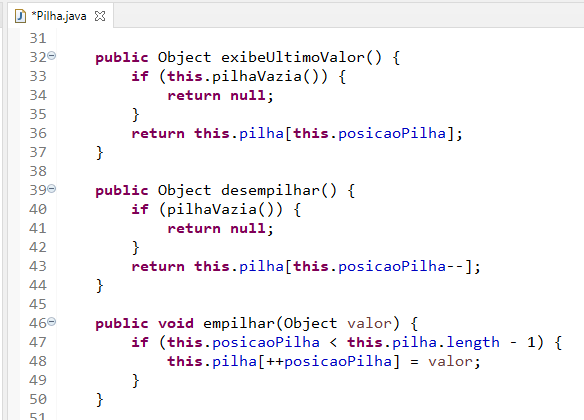 *Pilha.java
31
32 public Object exibeUltimoValor() {
33 if (this.pilhaVazia()) {
34 return null;
35 }
36 return this.pilha[this.posicaoPilha];
37 }
38
39 public Object desempilhar() {
40 if (pilhaVazia()) {
41 return null;
42 }
43 return this.pilha[this.posicaoPilha--];
44 }
45
46 public void empilhar(Object valor) {
47 if (this.posicaoPilha < this.pilha.length - 1) {
48 this.pilha[++posicaoPilha] = valor;
49 }
50 }
51